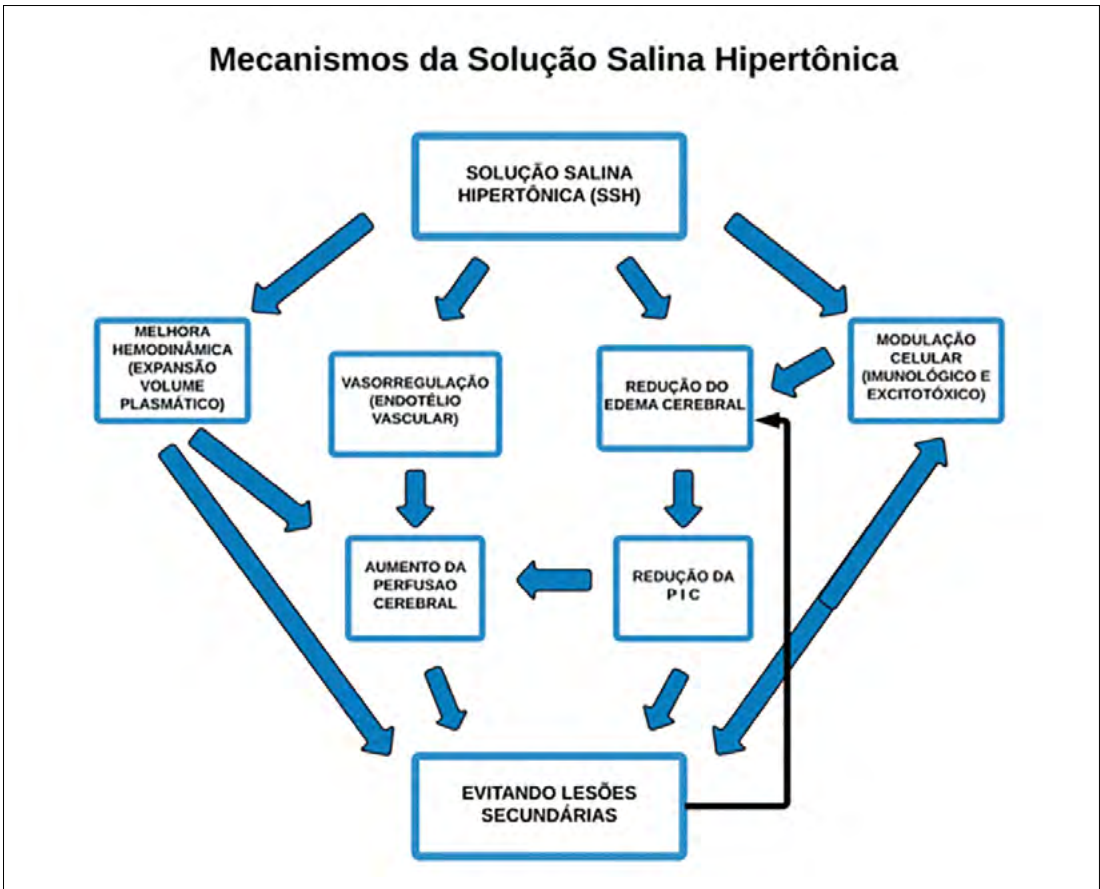 Mecanismos da Solução Salina Hipertônica
SOLUÇÃO SALINA
HIPERTÔNICA (SSH)
MELHORA
HEMODINÂMICA
(EXPANSÃO
VOLUME
PLASMÁTICO)
VASORREGULAÇÃO
(ENDOTÉLIO
VASCULAR)
REDUÇÃO DO
EDEMA CEREBRAL
MODULAÇÃO
CELULAR
(IMUNOLÓGICO E
EXCITOTÓXICO)
AUMENTO DA
PERFUSAO
CEREBRAL
REDUÇÃO DA
P I C
EVITANDO LESÕES
SECUNDÁRIAS